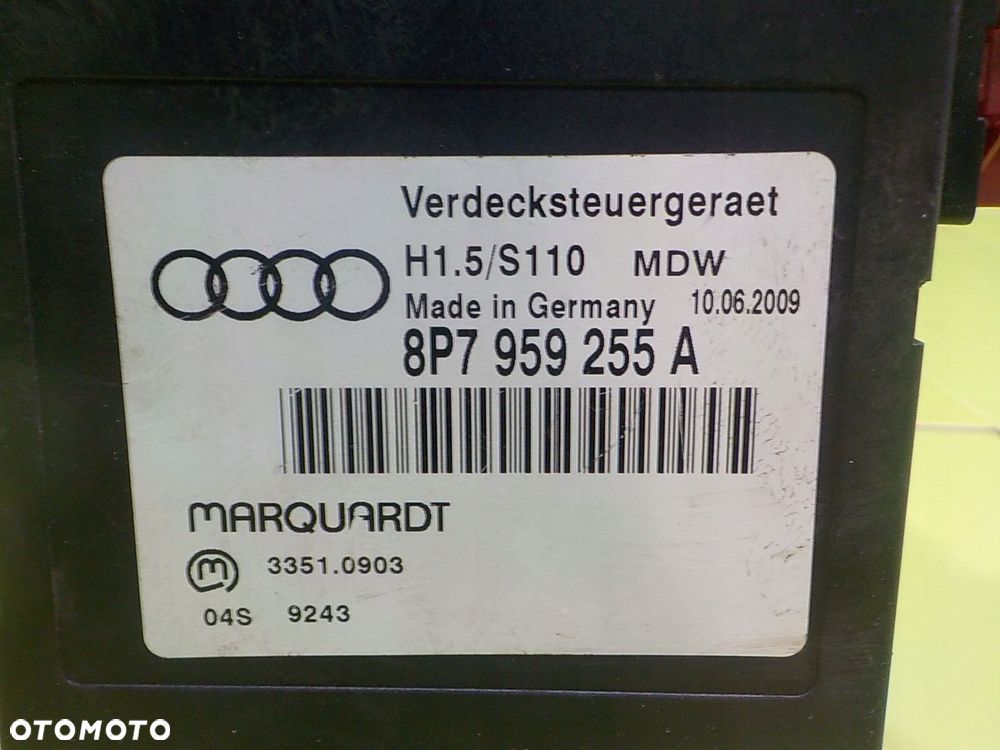 Verdecksteuergeraet
H1.5/S110 MDW
Made in Germany 10.06.2009
8P7 959 255 A
MARQUARDT
m 3351.0903
04S 9243
OTOMOTO